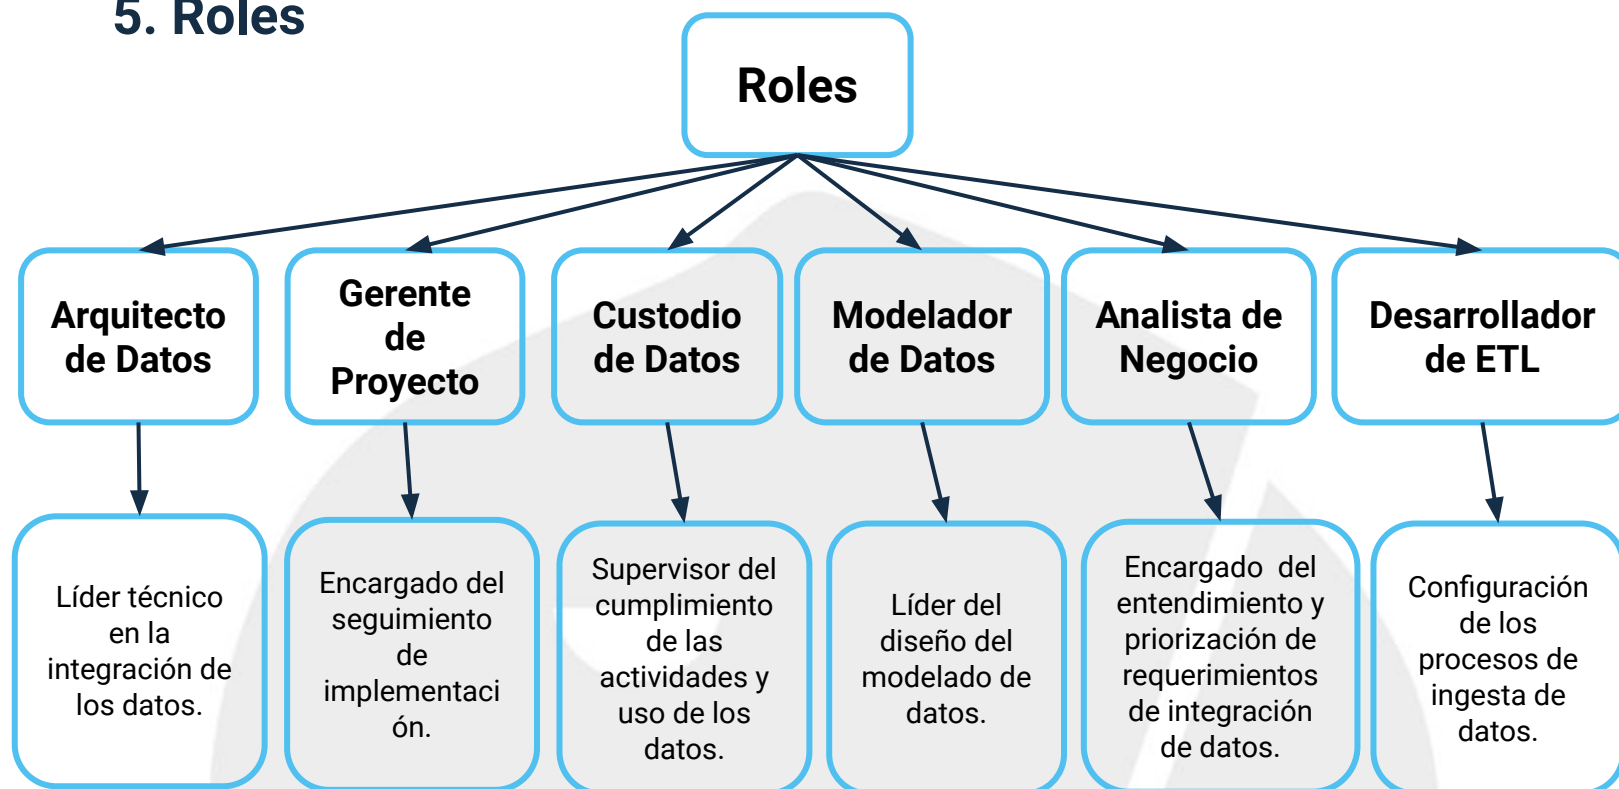 5. Roles
Roles
Arquitecto
de Datos
Gerente
de
Proyecto
Custodio
de Datos
Modelador
de Datos
Analista de
Negocio
Desarrollador
de ETL
Líder técnico
en la
integración de
los datos.
Encargado del
seguimiento
de
implementaci
ón.
Supervisor del
cumplimiento
de las
actividades y
uso de los
datos.
Líder del
diseño del
modelado de
datos.
Encargado  del
entendimiento y
priorización de
requerimientos
de integración
de datos.
Configuración
de los
procesos de
ingesta de
datos.